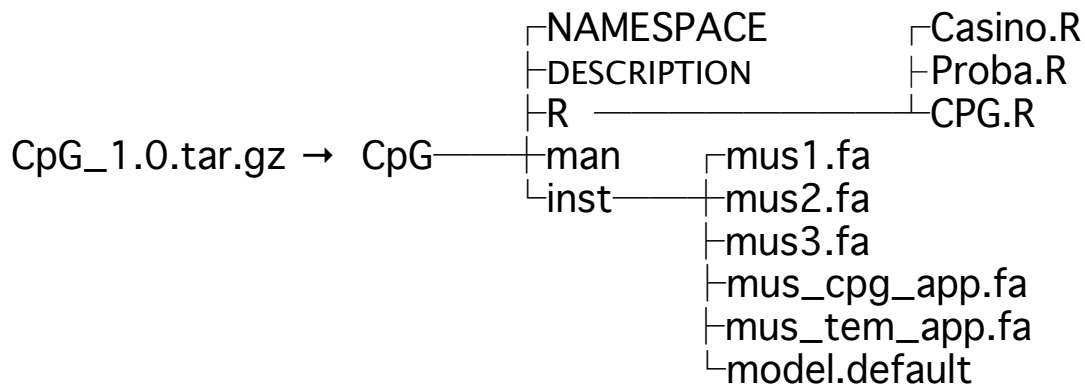 NAMESPACE Casino.R
DESCRIPTION Proba.R
R CPG.R
CpG_1.0.tar.gz → CpG man mus1.fa
inst mus2.fa
mus3.fa
mus_cpg_app.fa
mus_tem_app.fa
model.default